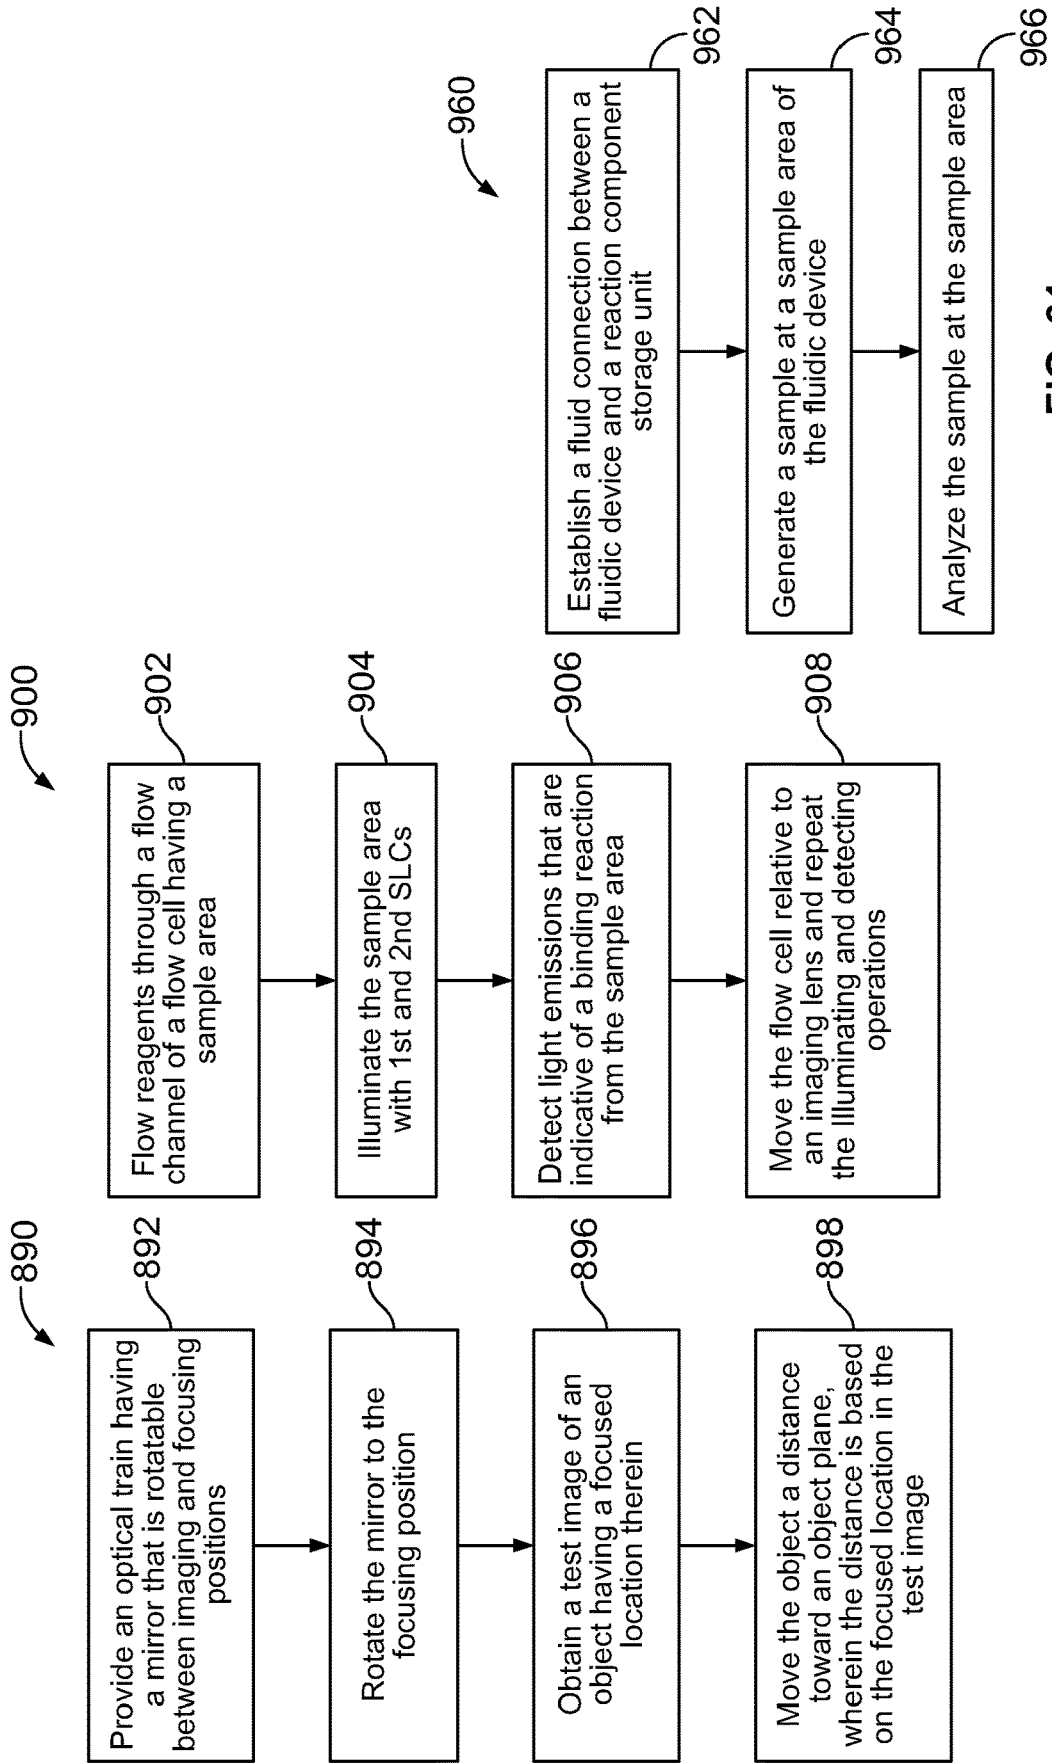 890
Provide an optical train having
a mirror that is rotatable
between imaging and focusing
positions
892
Rotate the mirror to the
focusing position
894
Obtain a test image of an
object having a focused
location therein
896
Move the object a distance
toward an object plane,
wherein the distance is based
on the focused location in the
test image
898
900
Flow reagents through a flow
channel of a flow cell having a
sample area
902
Illuminate the sample area
with 1st and 2nd SLCs
904
Detect light emissions that are
indicative of a binding reaction
from the sample area
906
Move the flow cell relative to
an imaging lens and repeat
the Illuminating and detecting
operations
908
960
Establish a fluid connection between a
fluidic device and a reaction component
storage unit
962
Generate a sample at a sample area of
the fluidic device
964
Analyze the sample at the sample area
966
FIG.